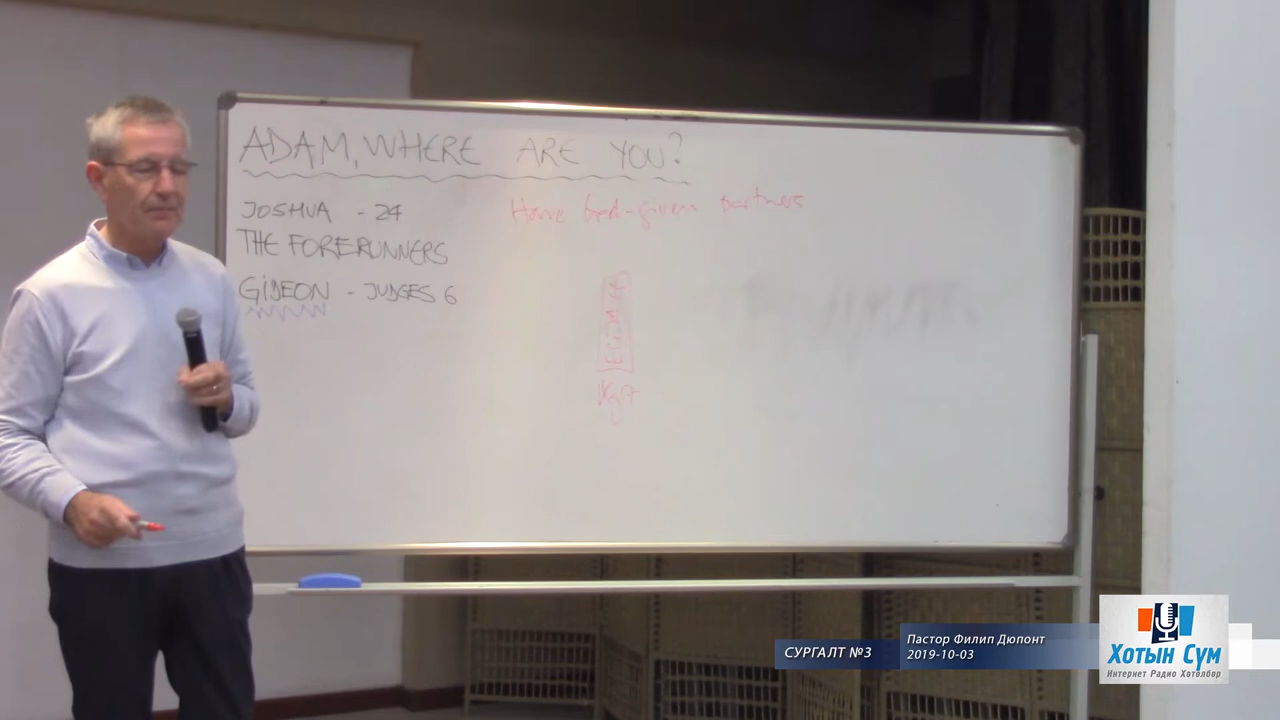 ADAM, WHERE ARE YOU?
JOSHUA - 24
Have God-given partners
THE FORERUNNERS
GIDEON - JUDGES 6
СУРГАЛТ №3
Пастор Филип Дюпонт
2019-10-03
Хотын Сүм
Интернет Радио Хөтөлбөр